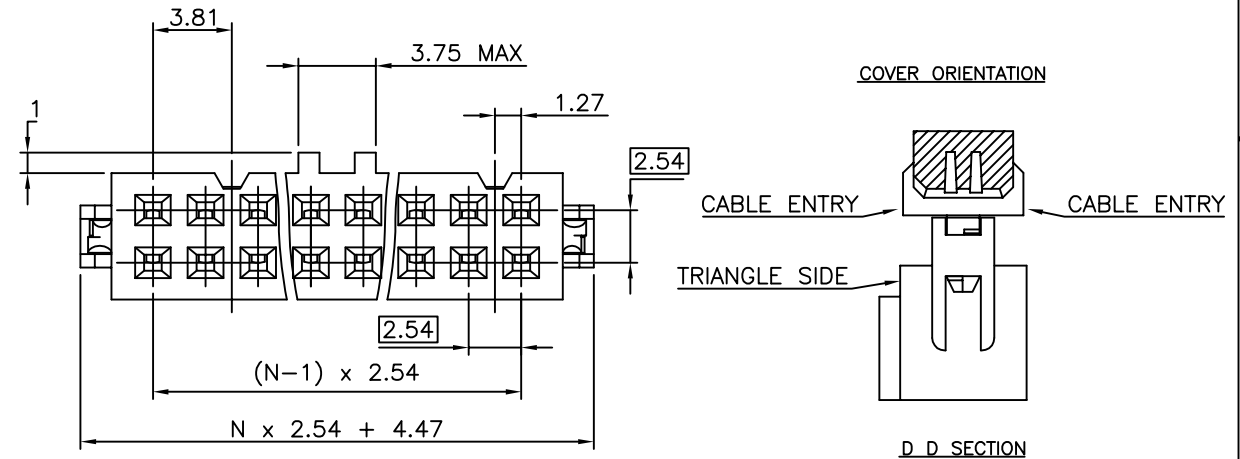 3.81
3.75 MAX
COVER ORIENTATION
1
1.27
2.54
CABLE ENTRY
CABLE ENTRY
TRIANGLE SIDE
2.54
(N-1) x 2.54
N x 2.54 + 4.47
D D SECTION